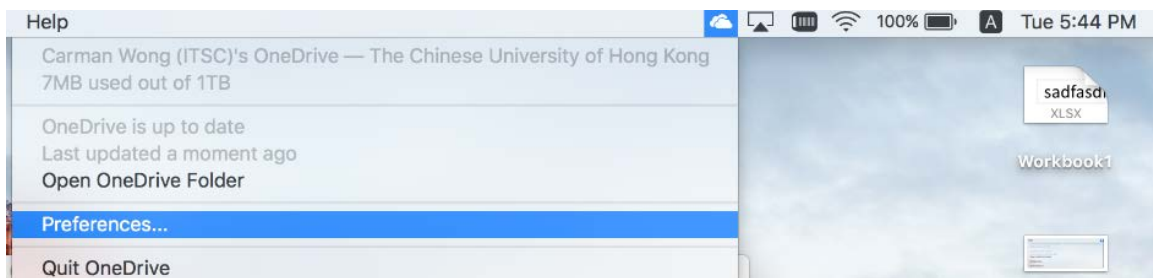 Help
100%
A
Tue 5:44 PM
Carman Wong (ITSC)'s OneDrive — The Chinese University of Hong Kong
7MB used out of 1TB
OneDrive is up to date
Last updated a moment ago
Open OneDrive Folder
Preferences...
Quit OneDrive
XLSX
Workbook1